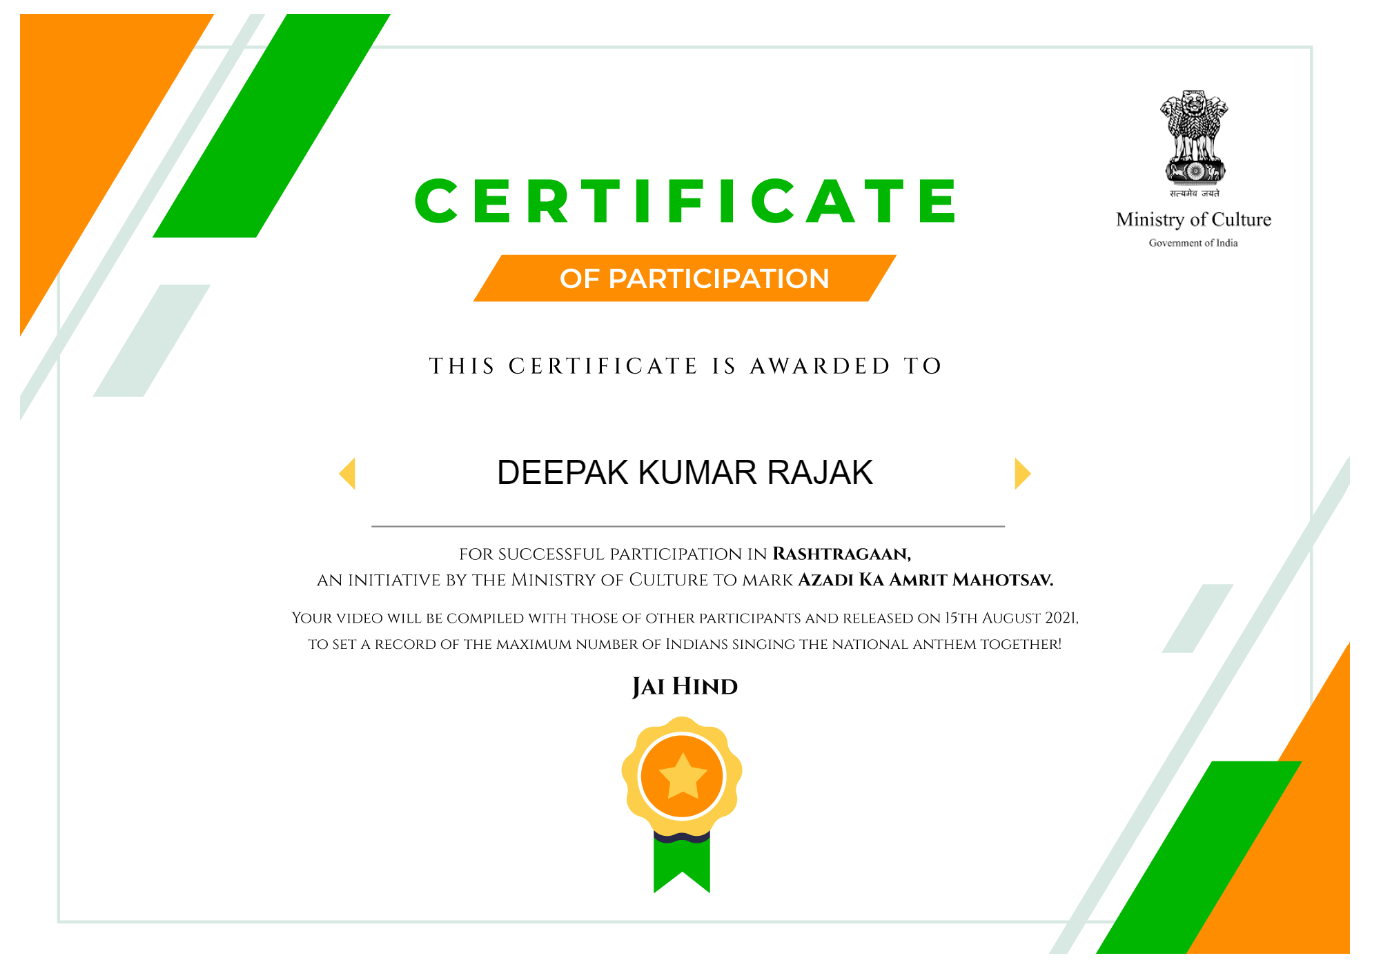 सत्यमेव जयते
Ministry of Culture
Government of India
CERTIFICATE
OF PARTICIPATION
THIS CERTIFICATE IS AWARDED TO
DEEPAK KUMAR RAJAK
FOR SUCCESSFUL PARTICIPATION IN RASHTRAGAAN,
AN INITIATIVE BY THE MINISTRY OF CULTURE TO MARK AZADI KA AMRIT MAHOTSAV.
YOUR VIDEO WILL BE COMPILED WITH THOSE OF OTHER PARTICIPANTS AND RELEASED ON 15TH AUGUST 2021,
TO SET A RECORD OF THE MAXIMUM NUMBER OF INDIANS SINGING THE NATIONAL ANTHEM TOGETHER!
JAI HIND